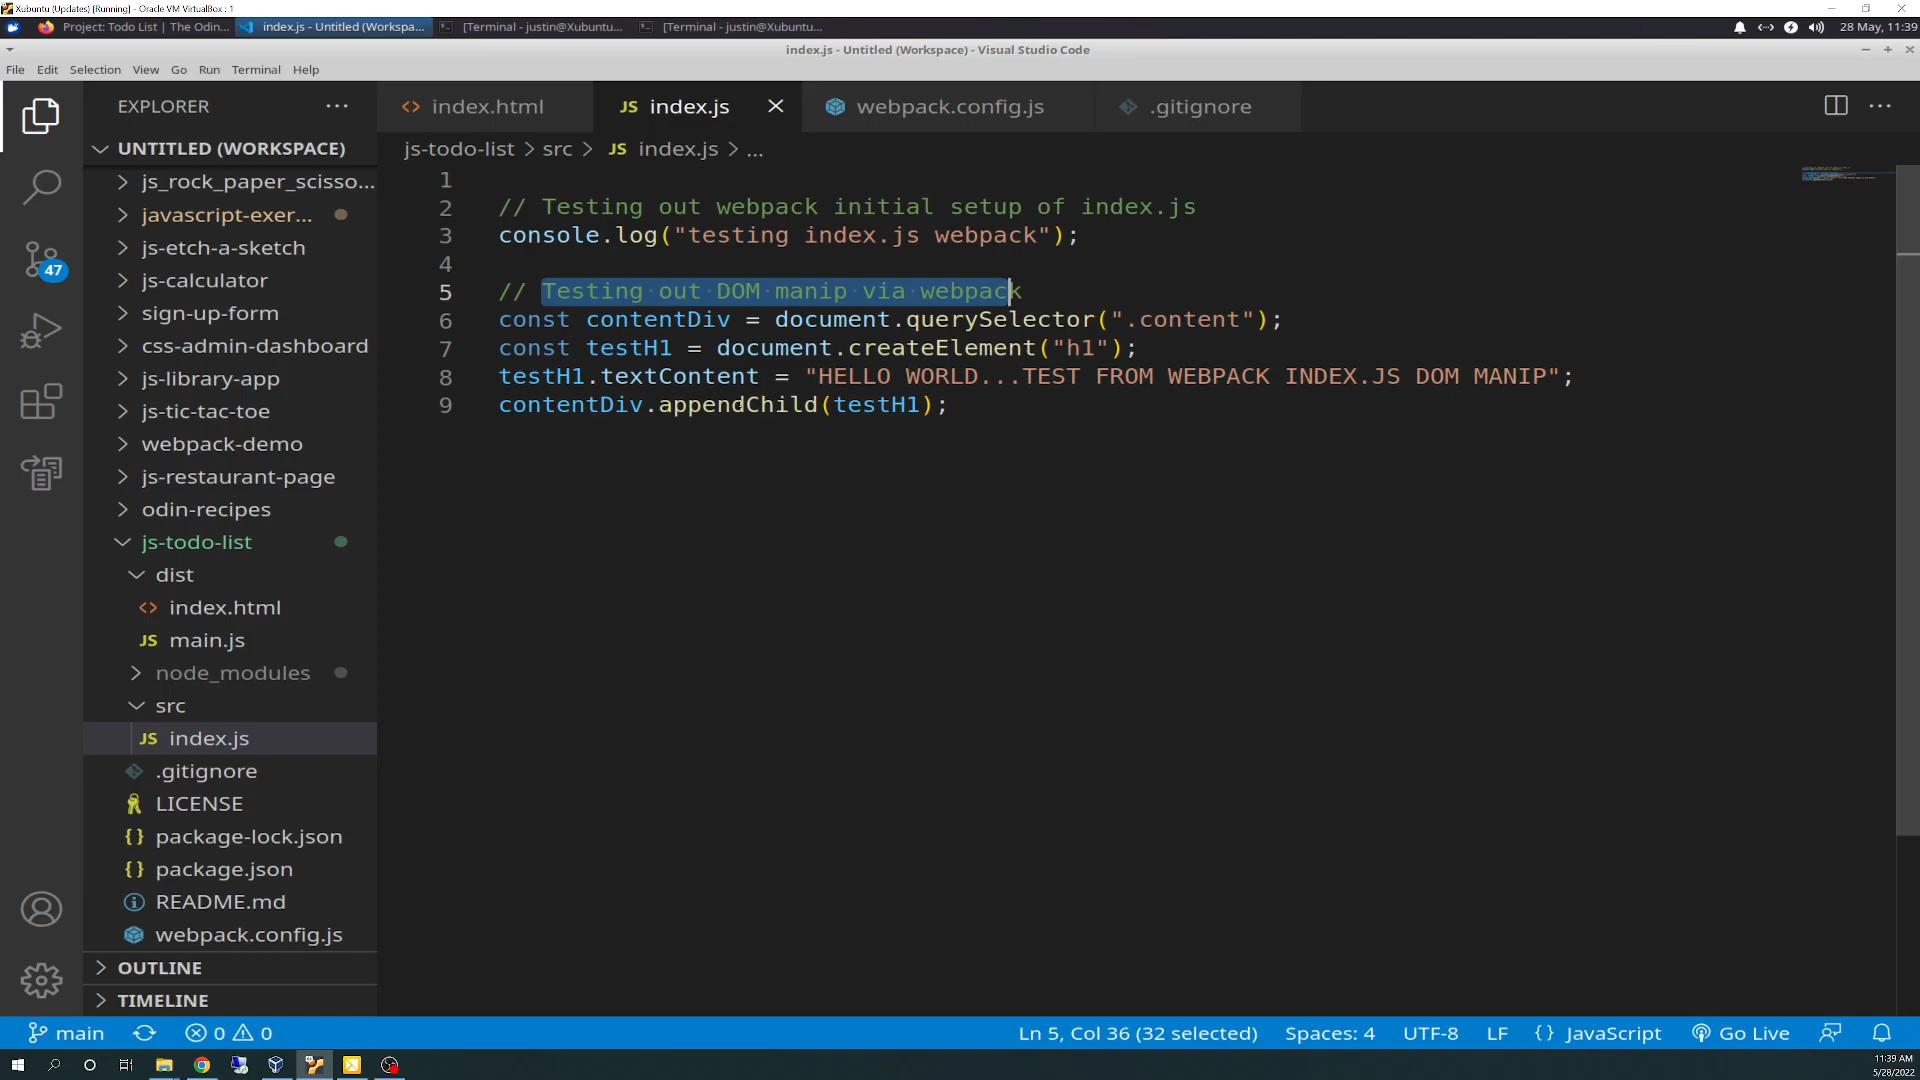 Xubuntu (Updates) [Running] - Oracle VM VirtualBox : 1
Project: Todo List | The Odin...
index.js - Untitled (Workspa...
[Terminal - justin@Xubuntu...
[Terminal - justin@Xubuntu...
28 May, 11:39
index.js - Untitled (Workspace) - Visual Studio Code
File Edit Selection View Go Run Terminal Help
EXPLORER
index.html
JS index.js
webpack.config.js
.gitignore
UNTITLED (WORKSPACE)
js-todo-list > src > JS index.js > ...
js_rock_paper_scisso...
javascript-exer...
js-etch-a-sketch
js-calculator
sign-up-form
css-admin-dashboard
js-library-app
js-tic-tac-toe
webpack-demo
js-restaurant-page
odin-recipes
js-todo-list
dist
index.html
JS main.js
node_modules
src
JS index.js
.gitignore
LICENSE
{} package-lock.json
{} package.json
README.md
webpack.config.js
OUTLINE
TIMELINE
47
1
2 // Testing out webpack initial setup of index.js
3 console.log("testing index.js webpack");
4
5 // Testing out DOM manip via webpack
6 const contentDiv = document.querySelector(".content");
7 const testH1 = document.createElement("h1");
8 testH1.textContent = "HELLO WORLD...TEST FROM WEBPACK INDEX.JS DOM MANIP";
9 contentDiv.appendChild(testH1);
main 0 0 Ln 5, Col 36 (32 selected) Spaces: 4 UTF-8 LF {} JavaScript Go Live
11:39 AM
5/28/2022